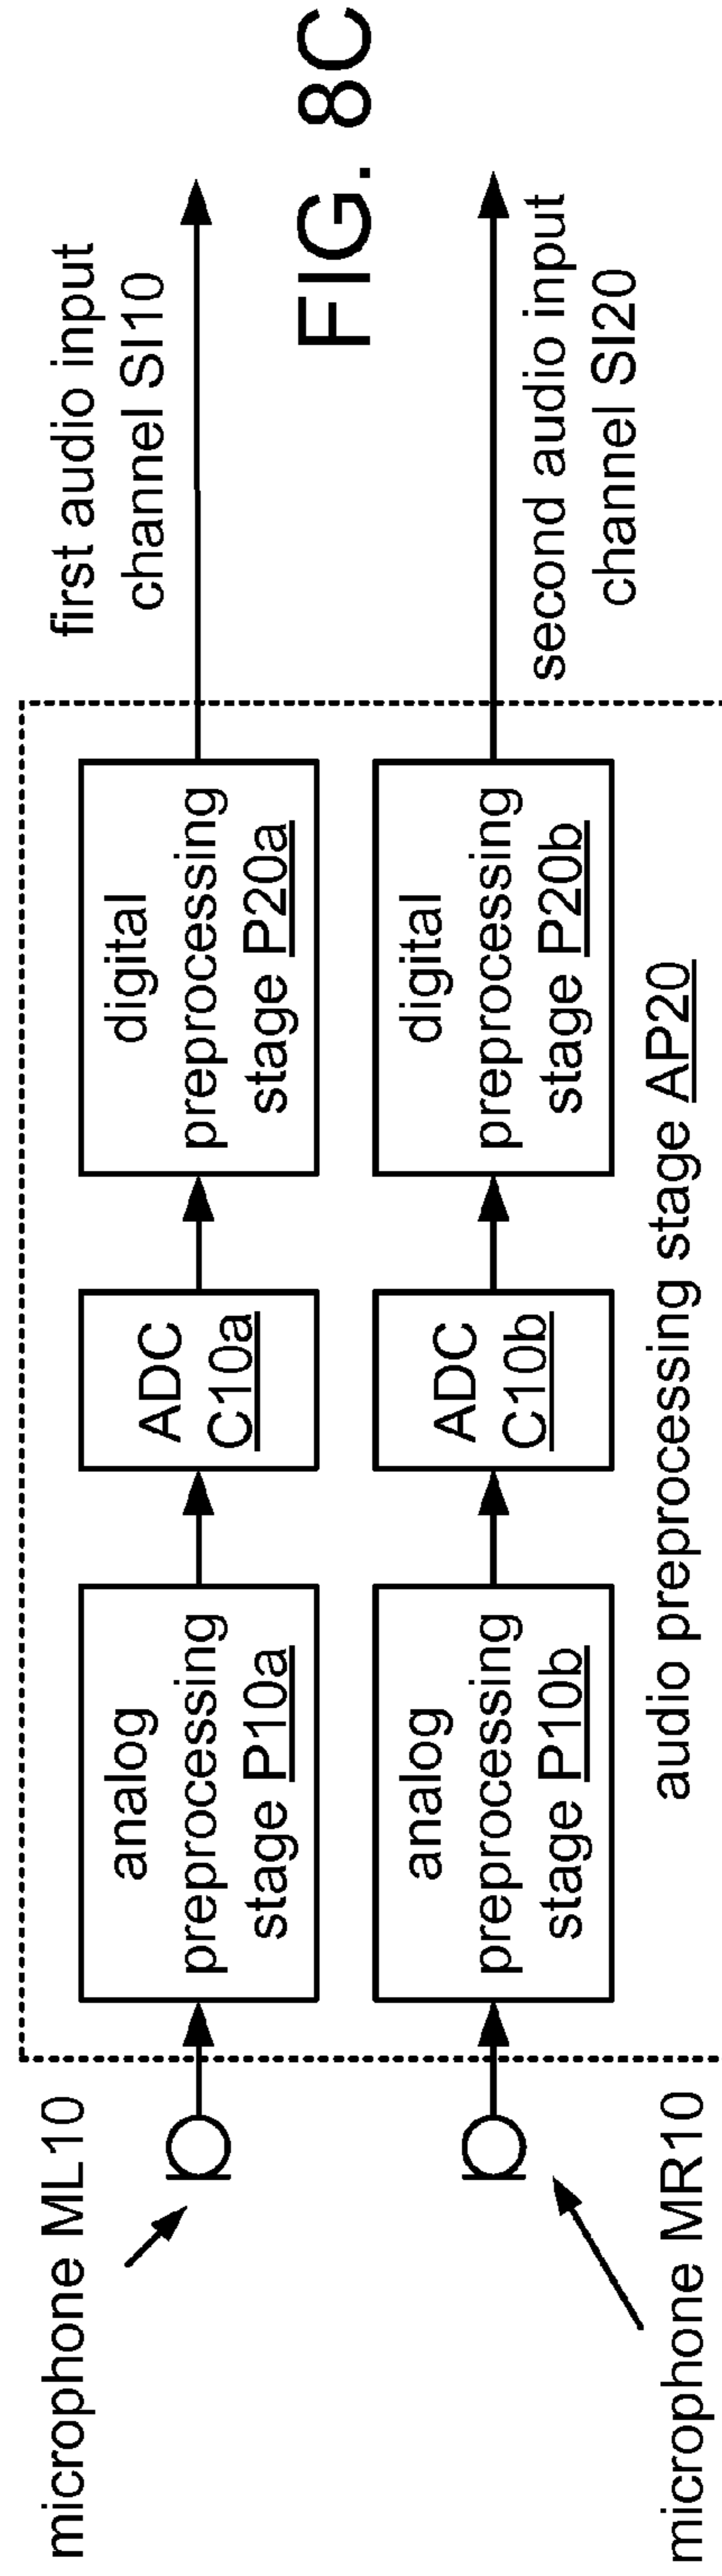 microphone ML10
analog
preprocessing
stage P10a
ADC
C10a
digital
preprocessing
stage P20a
first audio input
channel SI10
microphone MR10
analog
preprocessing
stage P10b
ADC
C10b
digital
preprocessing
stage P20b
second audio input
channel SI20
audio preprocessing stage AP20
FIG. 8C